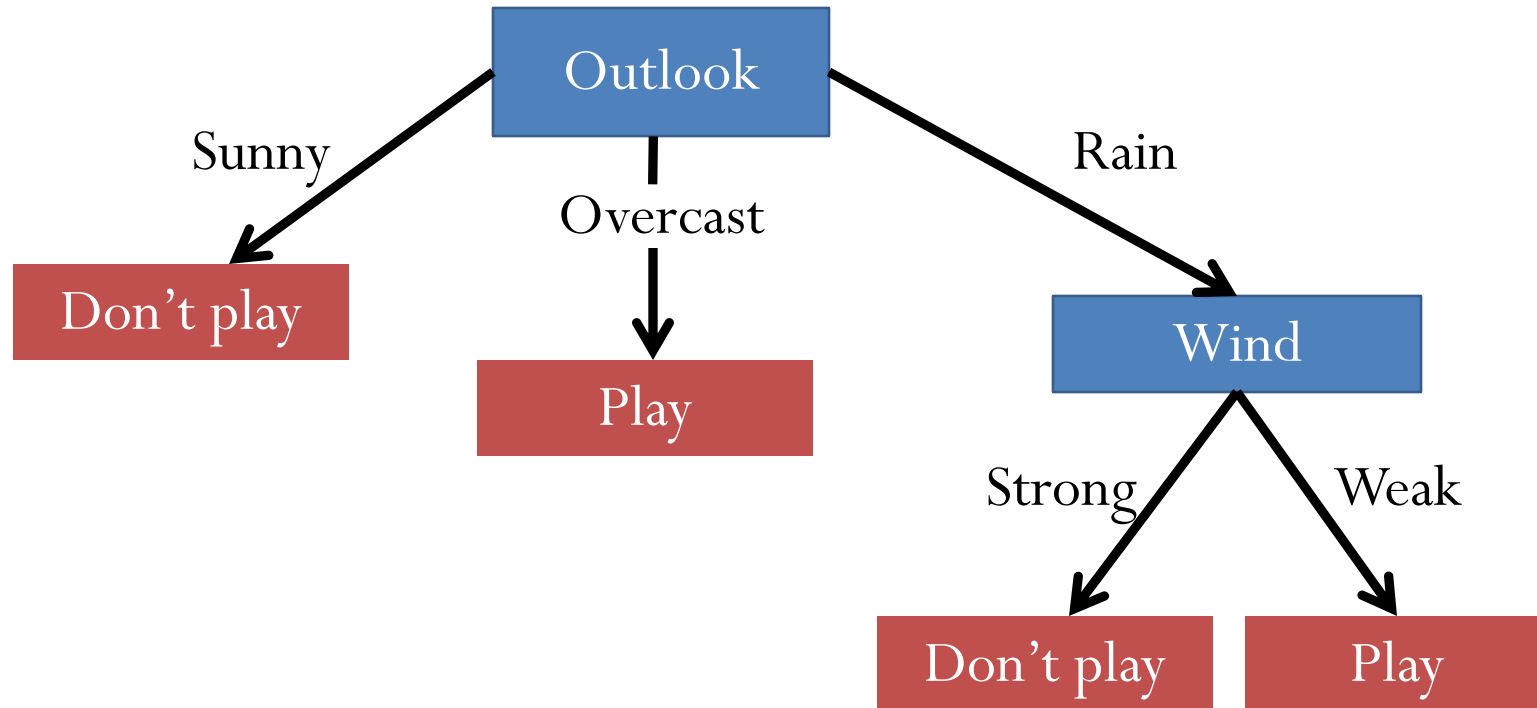 Outlook
Sunny
Rain
Overcast
Don’t play
Wind
Play
Strong
Weak
Don’t play
Play